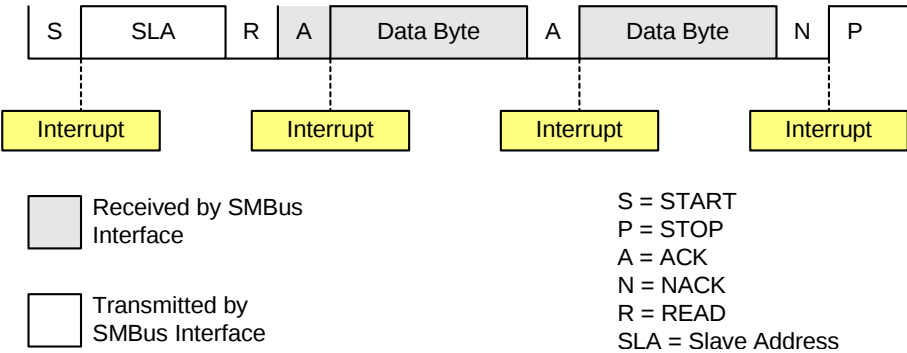 S SLA R A Data Byte A Data Byte N P
Interrupt Interrupt Interrupt Interrupt
Received by SMBus
Interface
Transmitted by
SMBus Interface
S = START
P = STOP
A = ACK
N = NACK
R = READ
SLA = Slave Address